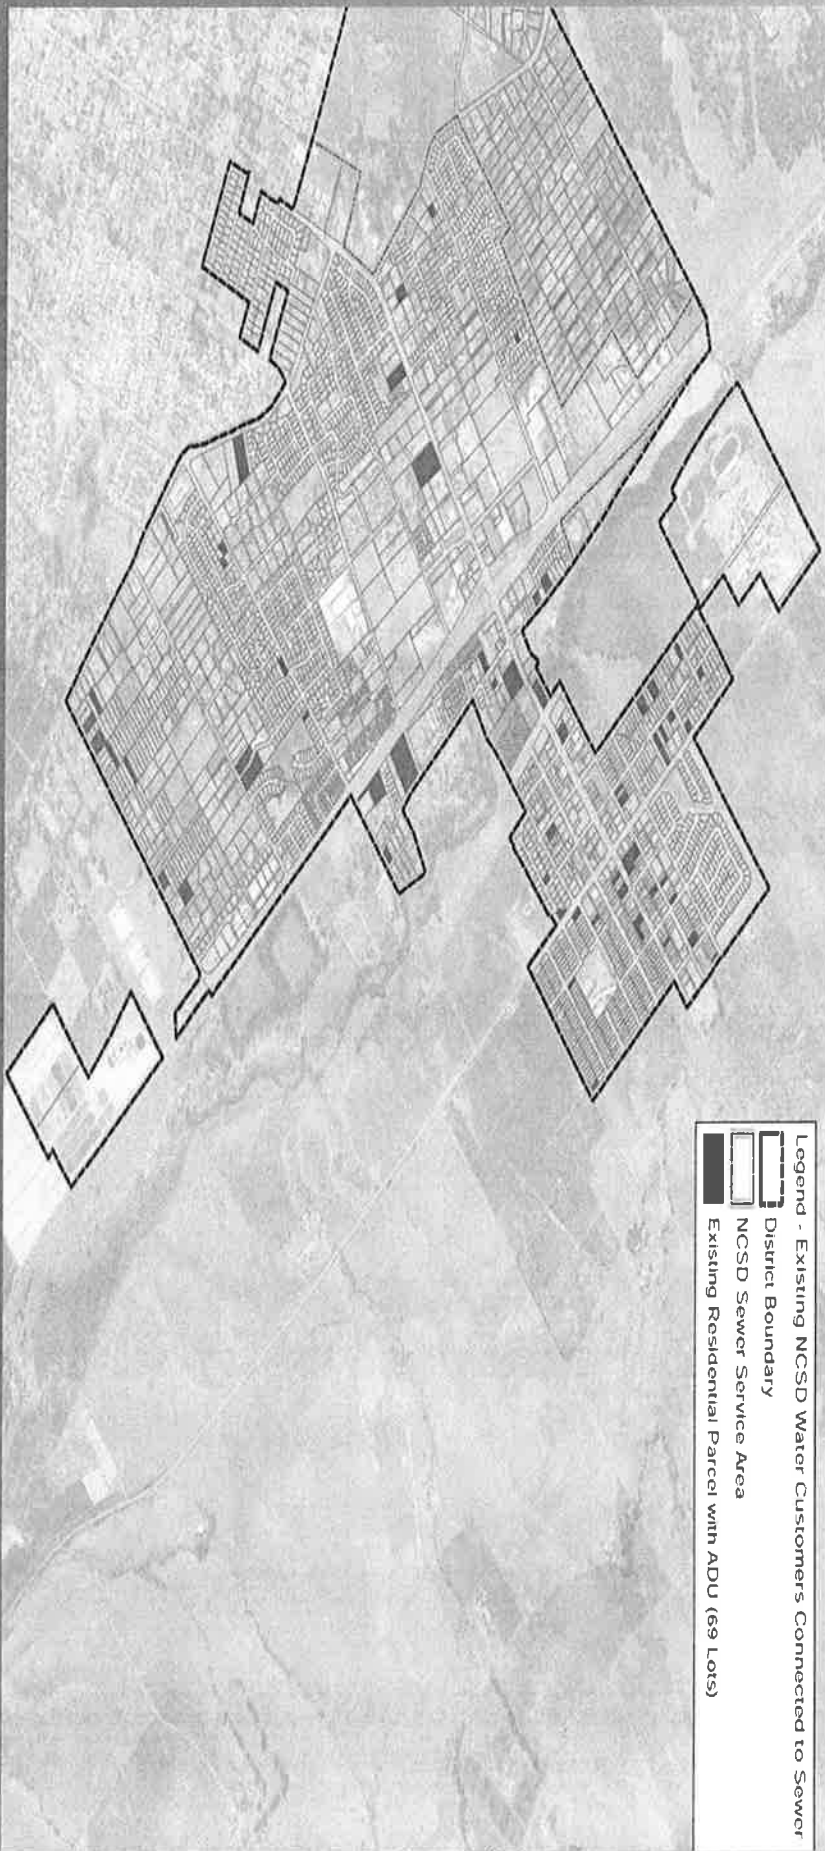 Legend - Existing NCSD Water Customers Connected to Sewer
District Boundary
NCSD Sewer Service Area
Existing Residential Parcel with ADU (69 Lots)